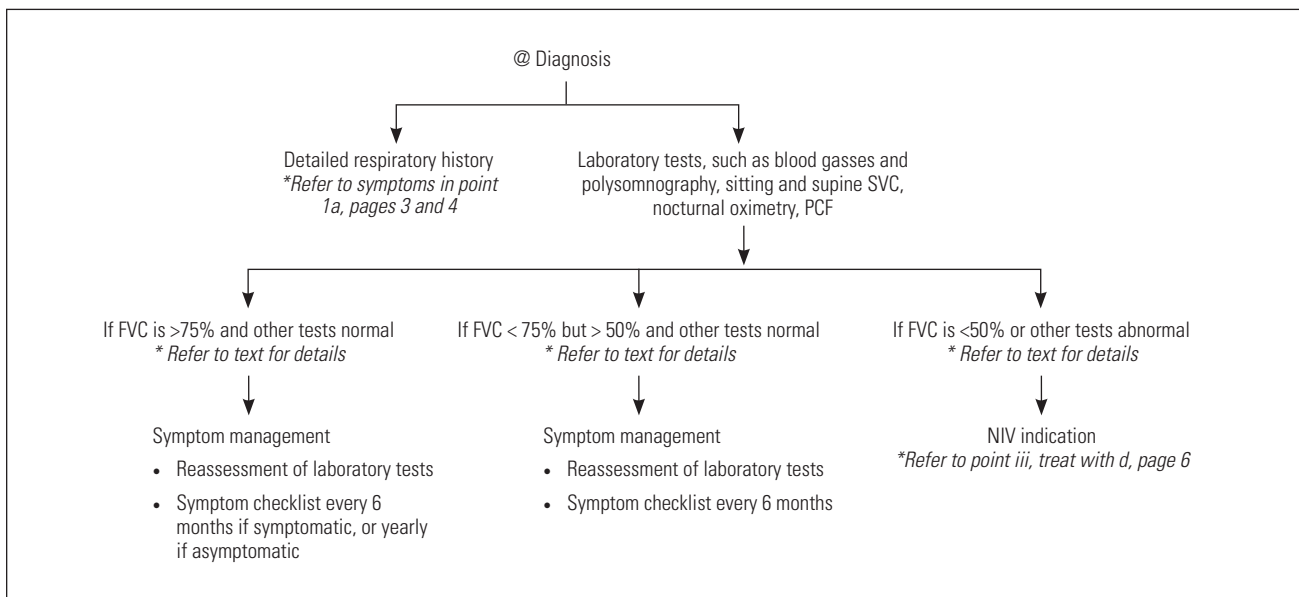 @ Diagnosis
Detailed respiratory history
*Refer to symptoms in point
1a, pages 3 and 4
Laboratory tests, such as blood gasses and
polysomnography, sitting and supine SVC,
nocturnal oximetry, PCF
If FVC is >75% and other tests normal
* Refer to text for details
If FVC < 75% but > 50% and other tests normal
* Refer to text for details
If FVC is <50% or other tests abnormal
* Refer to text for details
Symptom management
• Reassessment of laboratory tests
• Symptom checklist every 6
months if symptomatic, or yearly
if asymptomatic
Symptom management
• Reassessment of laboratory tests
• Symptom checklist every 6 months
NIV indication
*Refer to point iii, treat with d, page 6